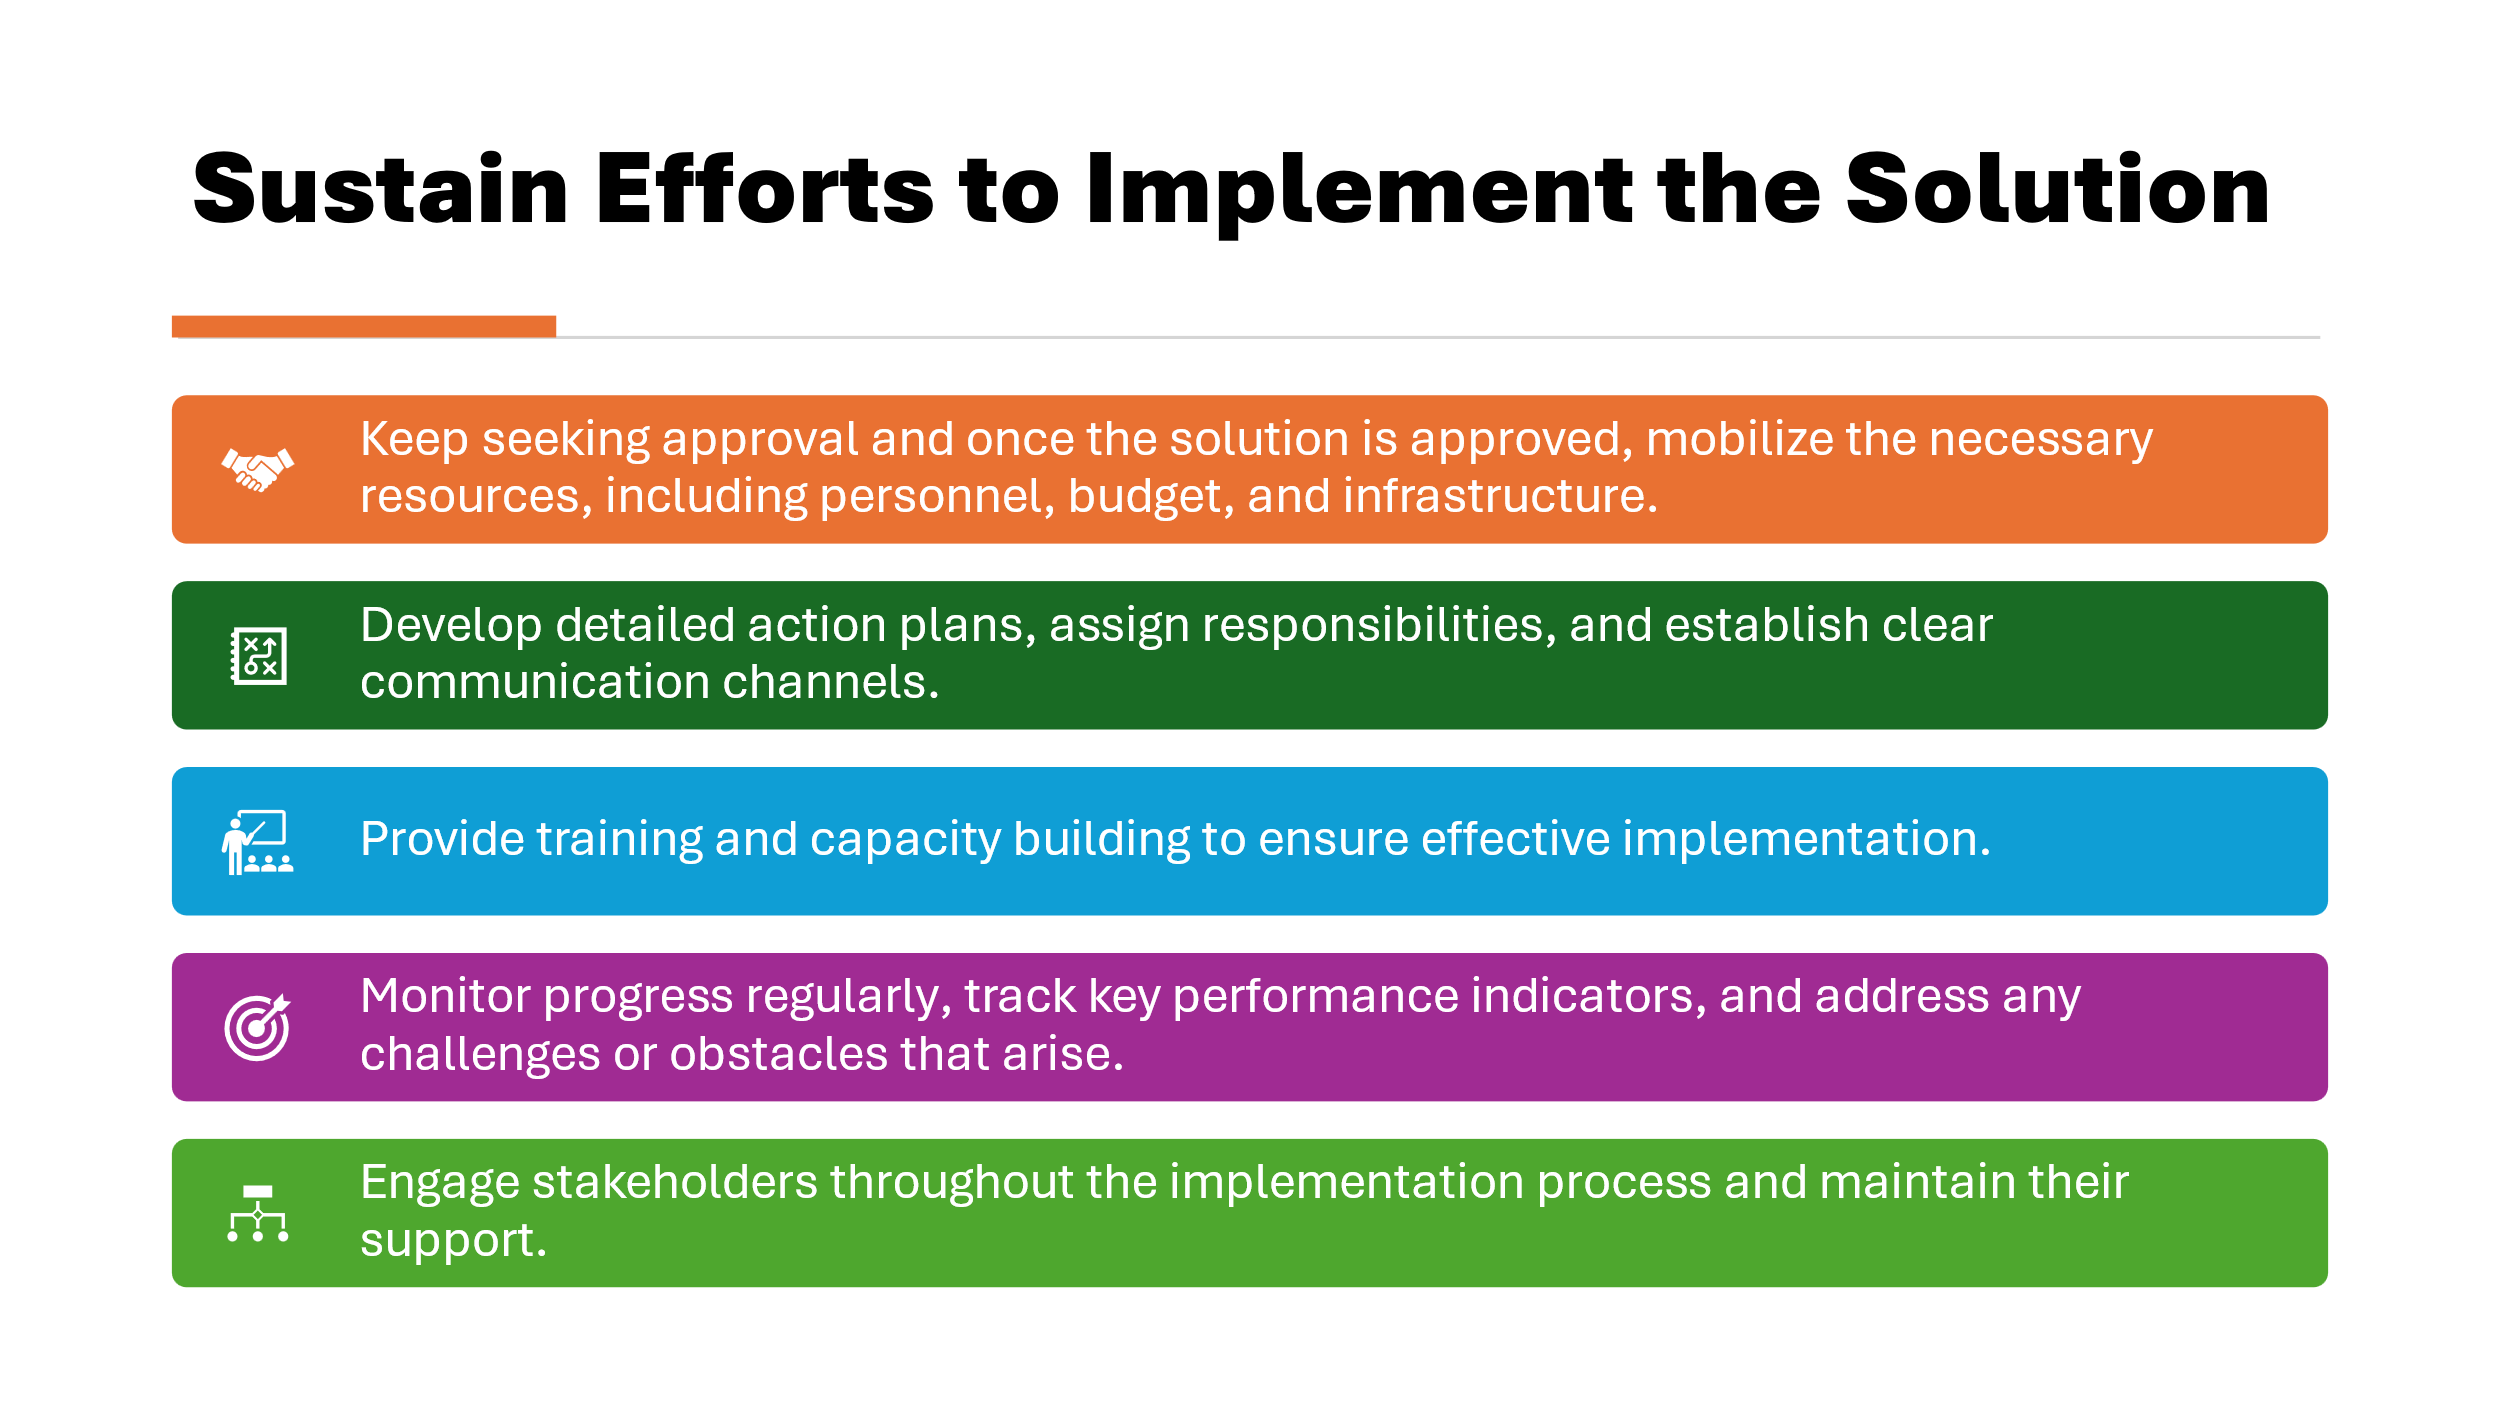 Sustain Efforts to Implement the Solution
Keep seeking approval and once the solution is approved, mobilize the necessary
resources, including personnel, budget, and infrastructure.
Develop detailed action plans, assign responsibilities, and establish clear
communication channels.
Provide training and capacity building to ensure effective implementation.
Monitor progress regularly, track key performance indicators, and address any
challenges or obstacles that arise.
Engage stakeholders throughout the implementation process and maintain their
support.